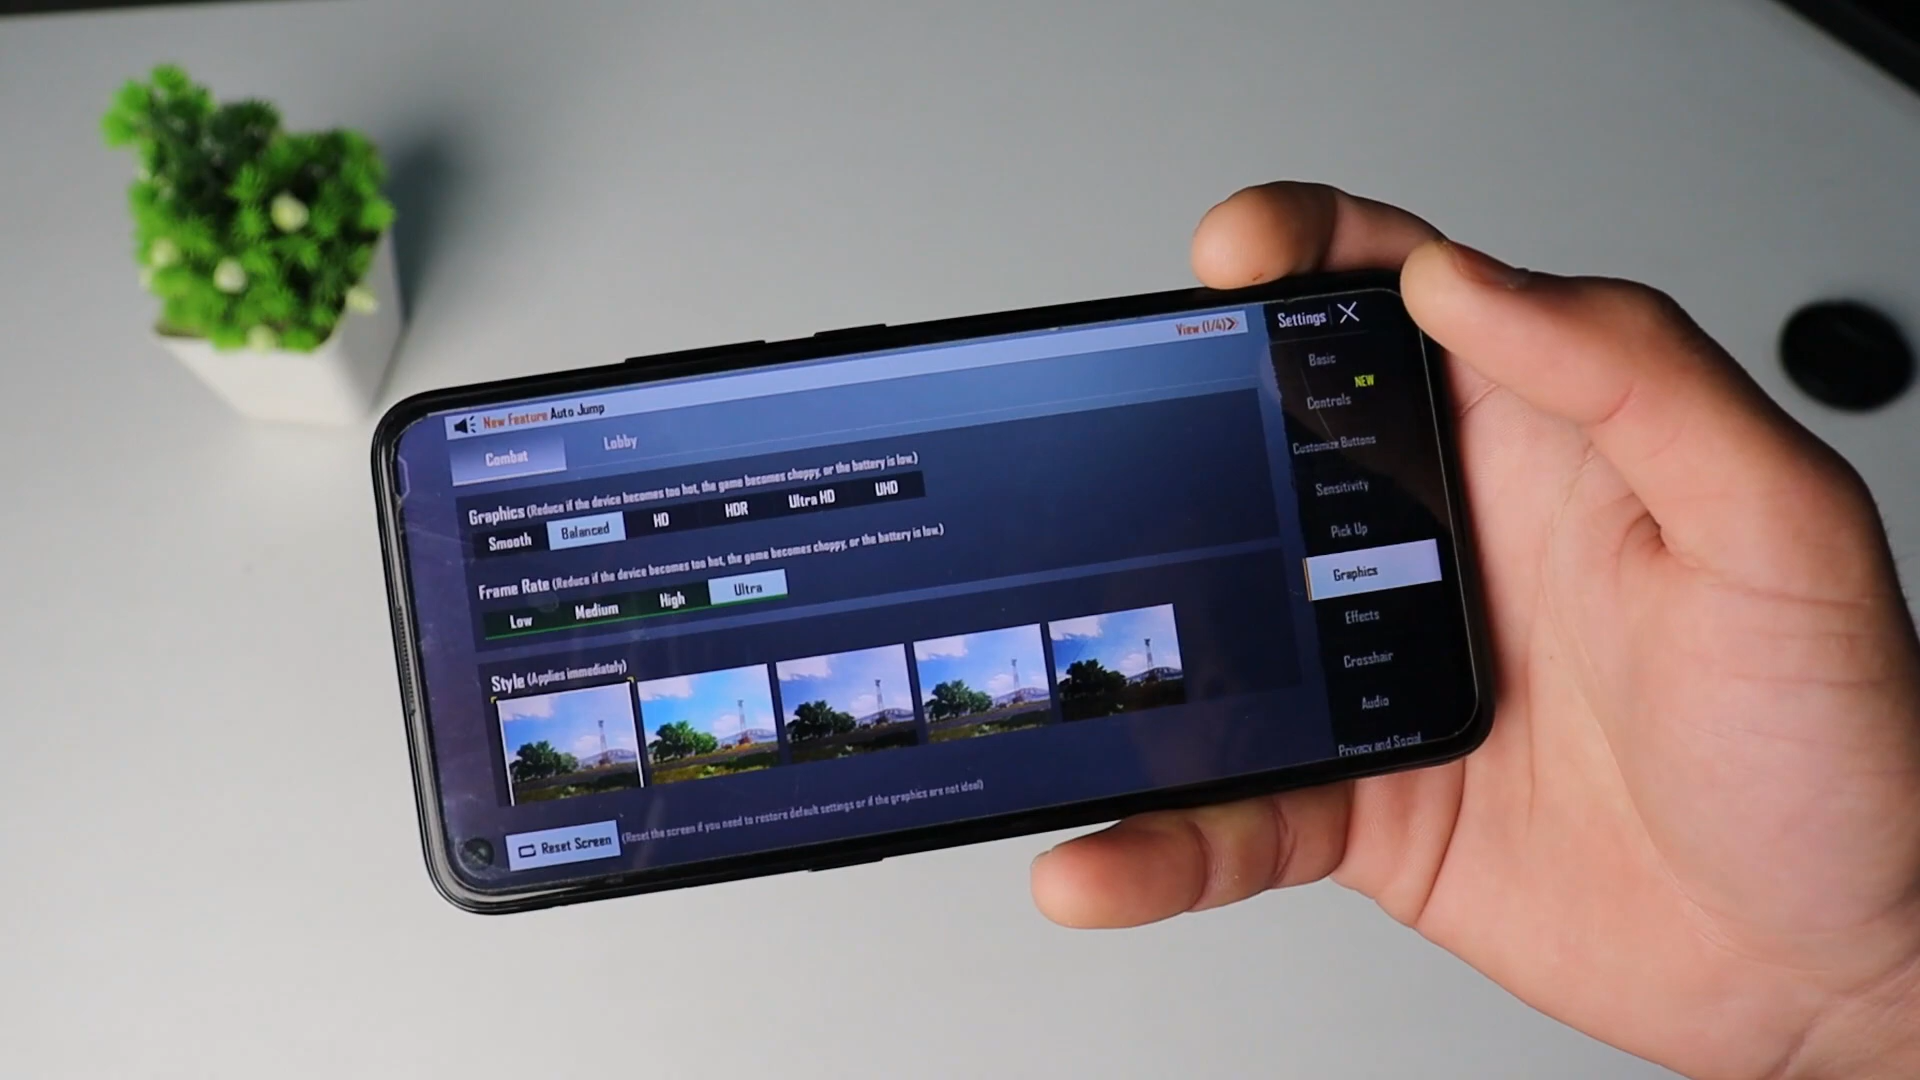 New Feature Auto Jump
View (1/4)
Combat
Lobby
Graphics (Reduce if the device becomes too hot, the game becomes choppy, or the battery is low.)
Smooth Balanced HD HDR Ultra HD UHD
Frame Rate (Reduce if the device becomes too hot, the game becomes choppy, or the battery is low.)
Low Medium High Ultra
Style (Applies immediately)
Reset Screen (Reset the screen if you need to restore default settings or if the graphics are not ideal)
Settings
Basic
NEW
Controls
Customize Buttons
Sensitivity
Pick Up
Graphics
Effects
Crosshair
Audio
Privacy and Social